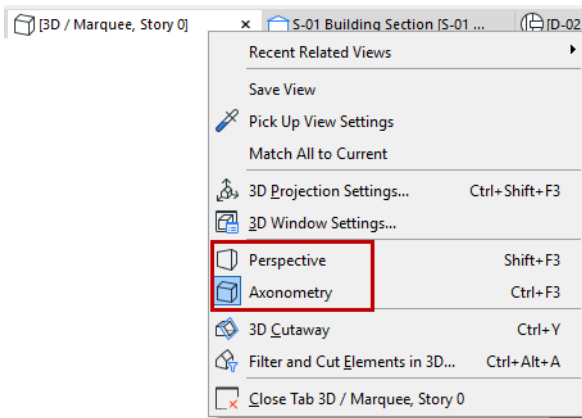 [3D / Marquee, Story 0] × S-01 Building Section [S-01 ... [D-02
Recent Related Views
Save View
Pick Up View Settings
Match All to Current
3D Projection Settings... Ctrl+Shift+F3
3D Window Settings...
Perspective Shift+F3
Axonometry Ctrl+F3
3D Cutaway Ctrl+Y
Filter and Cut Elements in 3D... Ctrl+Alt+A
Close Tab 3D / Marquee, Story 0